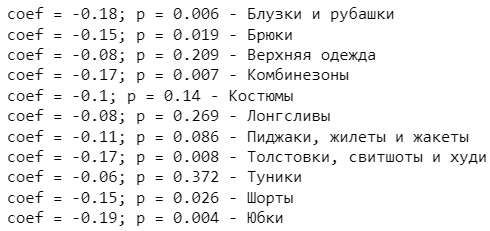 coef = -0.18; p = 0.006 - Блузки и рубашки
coef = -0.15; p = 0.019 - Брюки
coef = -0.08; p = 0.209 - Верхняя одежда
coef = -0.17; p = 0.007 - Комбинезоны
coef = -0.1; p = 0.14 - Костюмы
coef = -0.08; p = 0.269 - Лонгсливы
coef = -0.11; p = 0.086 - Пиджаки, жилеты и жакеты
coef = -0.17; p = 0.008 - Толстовки, свитшоты и худи
coef = -0.06; p = 0.372 - Туники
coef = -0.15; p = 0.026 - Шорты
coef = -0.19; p = 0.004 - Юбки